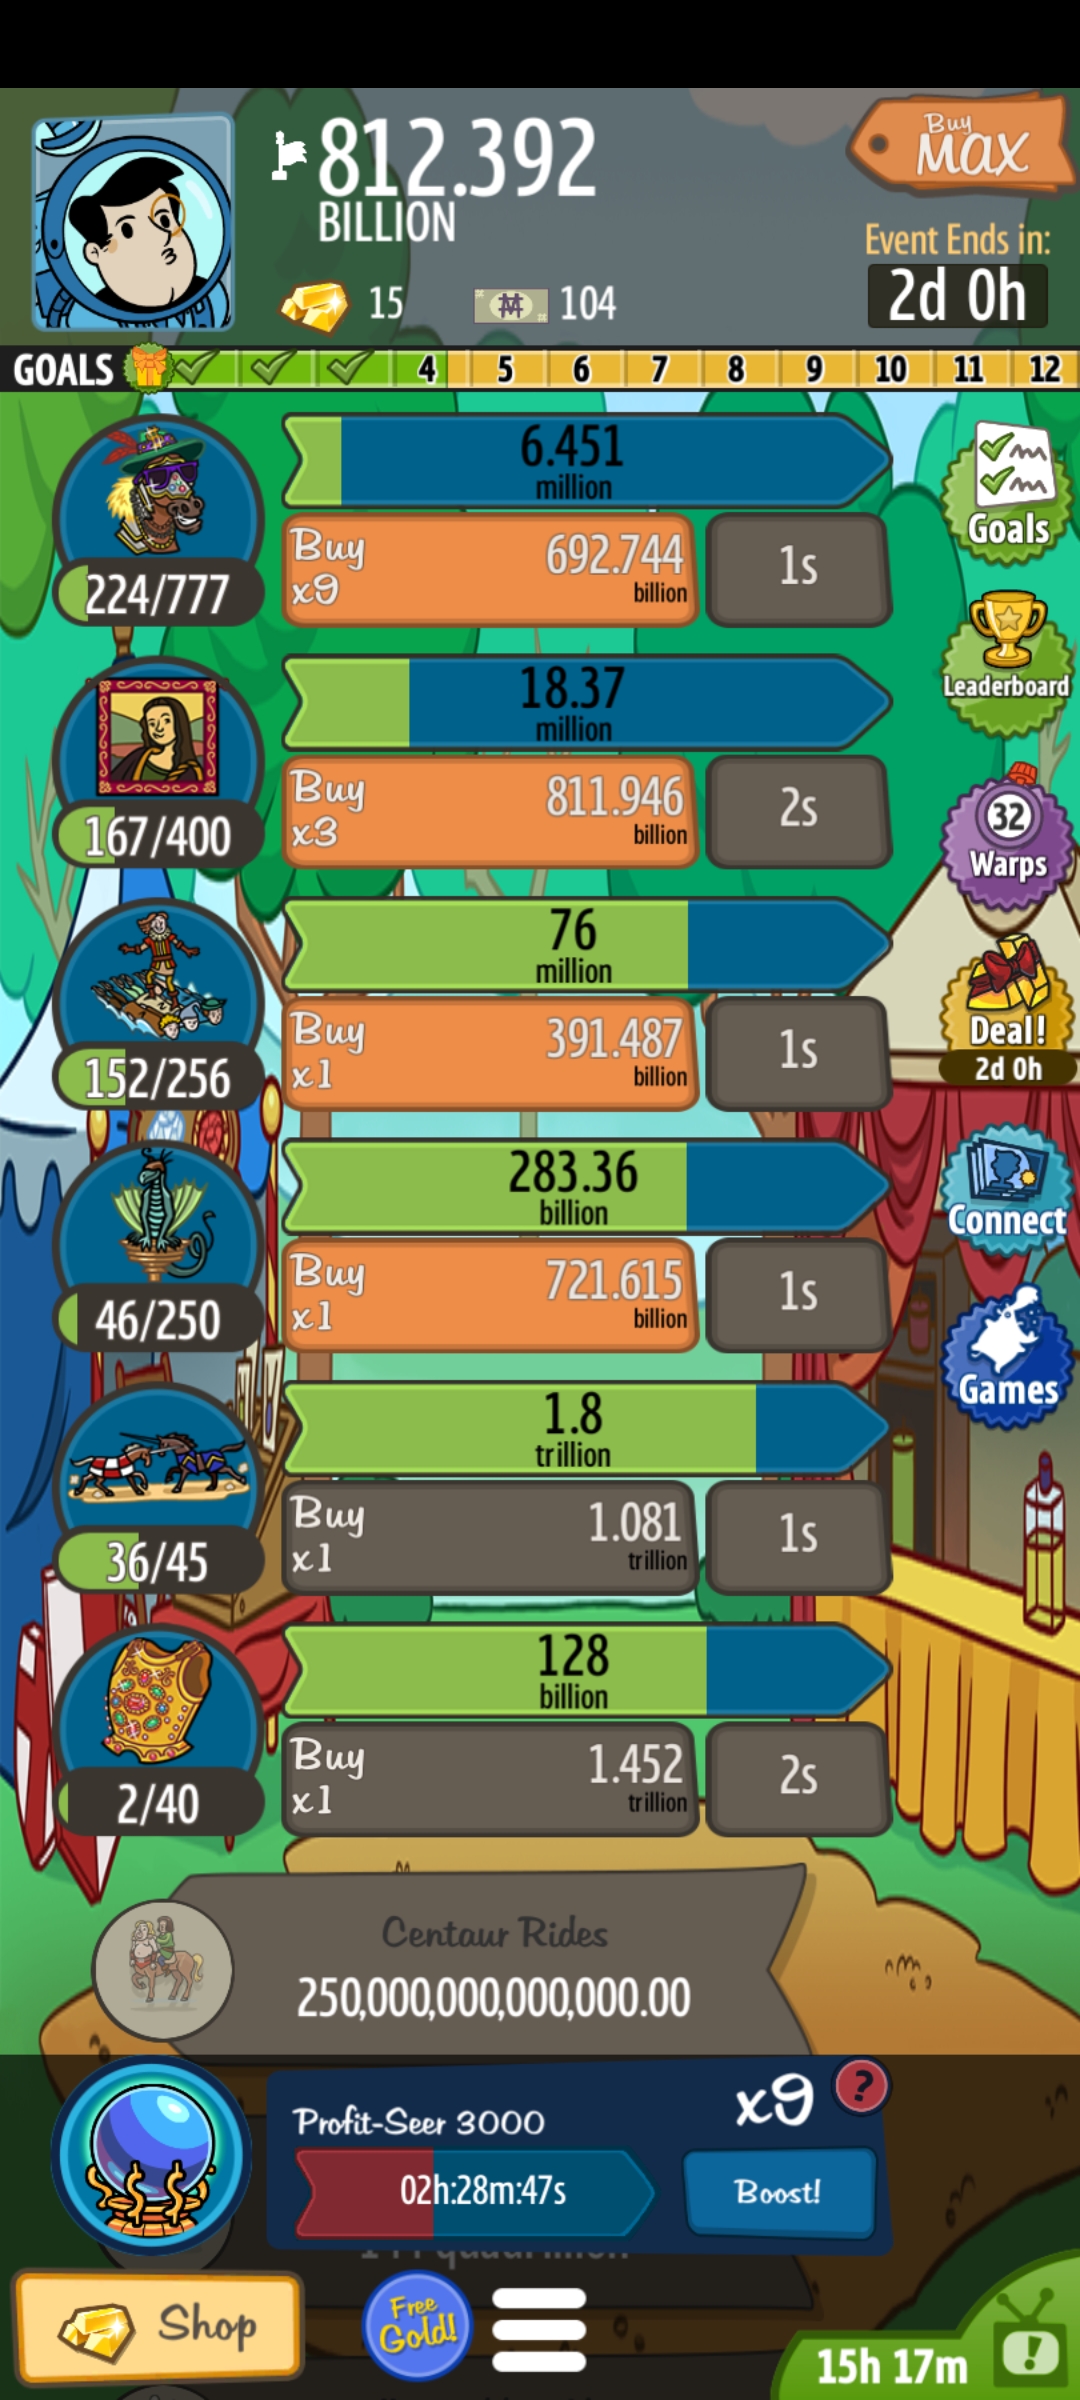 812.392
BILLION
Buy
MAX
Event Ends in:
2d 0h
15
104
GOALS 4 5 6 7 8 9 10 11 12
6.451
million
Buy
x9
692.744
billion
1s
224/777
Goals
18.37
million
Leaderboard
Buy
x3
811.946
billion
2s
167/400
32
Warps
76
million
Buy
x1
391.487
billion
1s
152/256
Deal!
2d 0h
283.36
billion
Connect
Buy
x1
721.615
billion
1s
46/250
Games
1.8
trillion
Buy
x1
1.081
trillion
1s
36/45
128
billion
Buy
x1
1.452
trillion
2s
2/40
Centaur Rides
250,000,000,000,000.00
Profit-Seer 3000
x9
?
02h:28m:47s
Boost!
Shop
Free
Gold!
15h 17m
!